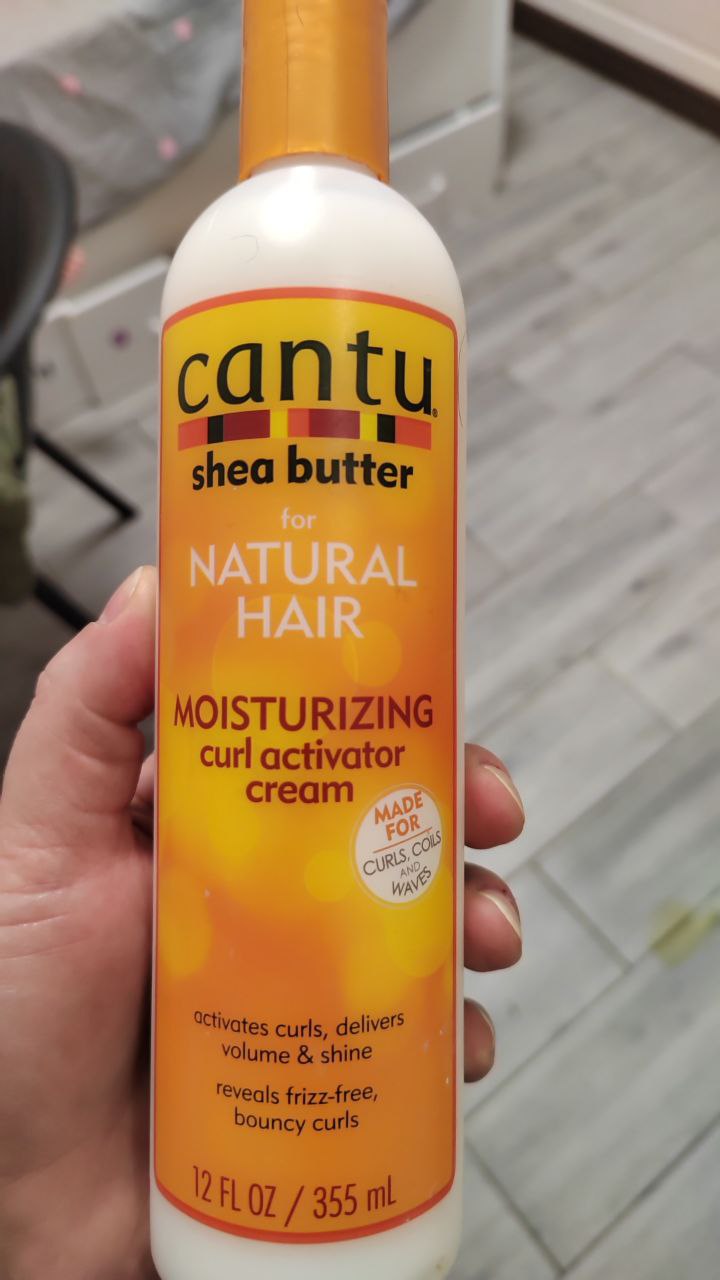 cantu®
shea butter
for
NATURAL
HAIR
MOISTURIZING
curl activator
cream
MADE
FOR
CURLS, COILS
AND
WAVES
activates curls, delivers
volume & shine
reveals frizz-free,
bouncy curls
12 FL OZ / 355 mL